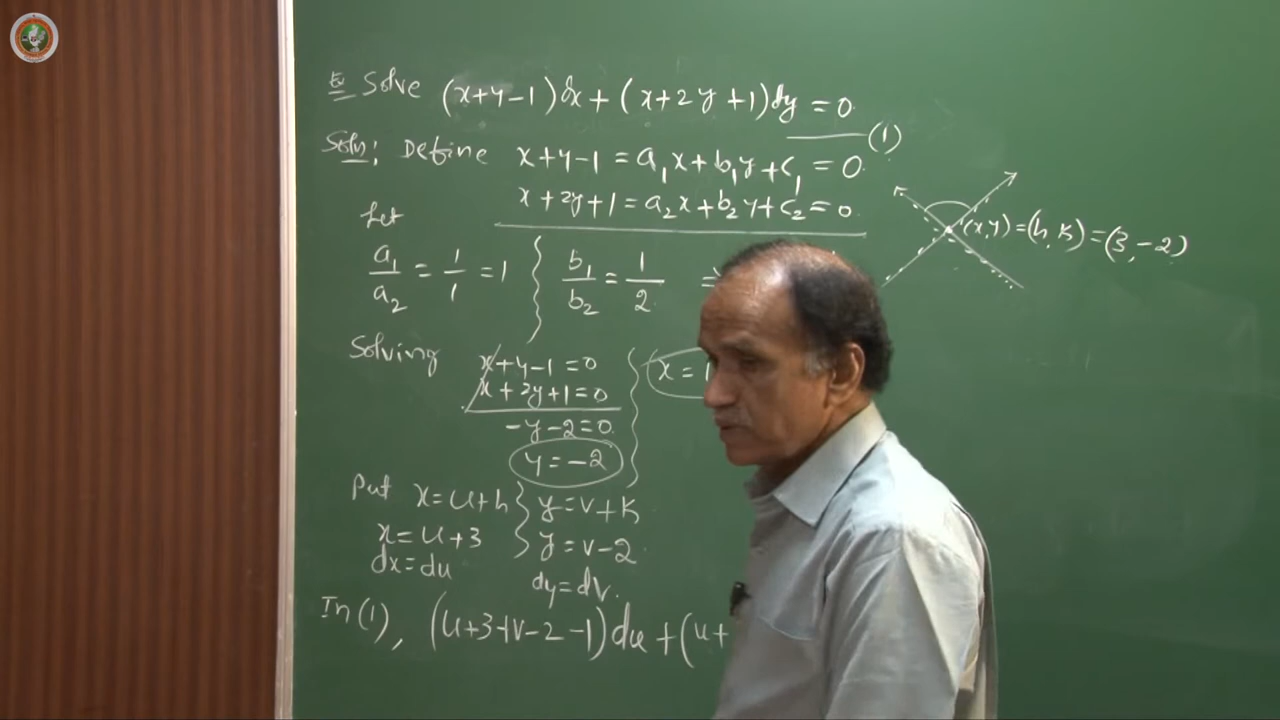 Ex Solve (x+y-1)dx+(x+2y+1)dy=0
(1)
Soln: Define x+y-1=a₁x+b₁y+c₁=0
x+2y+1=a₂x+b₂y+c₂=0
(x,y)=(h,k)=(3,-2)
Let
a₁/a₂=1/1=1 } b₁/b₂=1/2 ⇒
Solving x+y-1=0 } x=1
x+2y+1=0
-y-2=0
y=-2
Put x=u+h } y=v+k
x=u+3 } y=v-2
dx=du
dy=dv.
In(1), (u+3+v-2-1)du+(u+